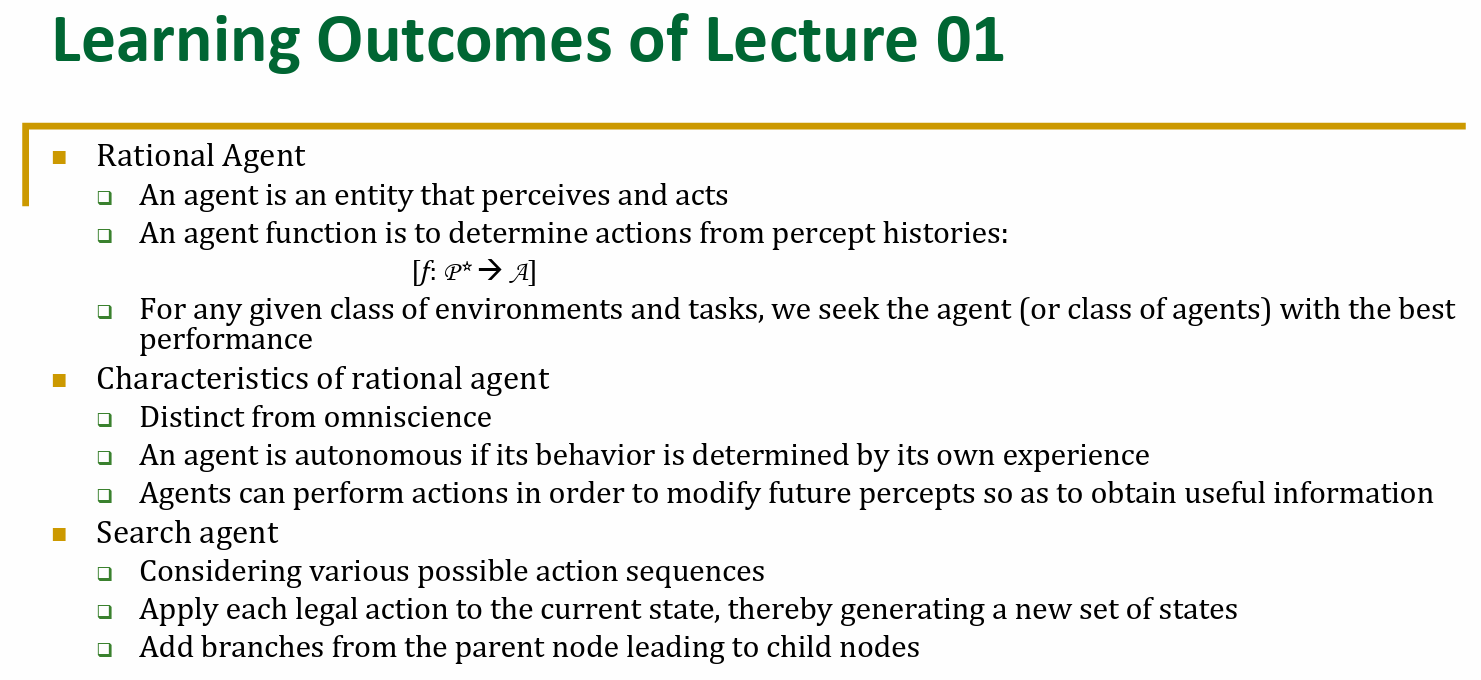 Learning Outcomes of Lecture 01
Rational Agent
An agent is an entity that perceives and acts
An agent function is to determine actions from percept histories:
[f: 𝒫* → 𝒜]
For any given class of environments and tasks, we seek the agent (or class of agents) with the best
performance
Characteristics of rational agent
Distinct from omniscience
An agent is autonomous if its behavior is determined by its own experience
Agents can perform actions in order to modify future percepts so as to obtain useful information
Search agent
Considering various possible action sequences
Apply each legal action to the current state, thereby generating a new set of states
Add branches from the parent node leading to child nodes